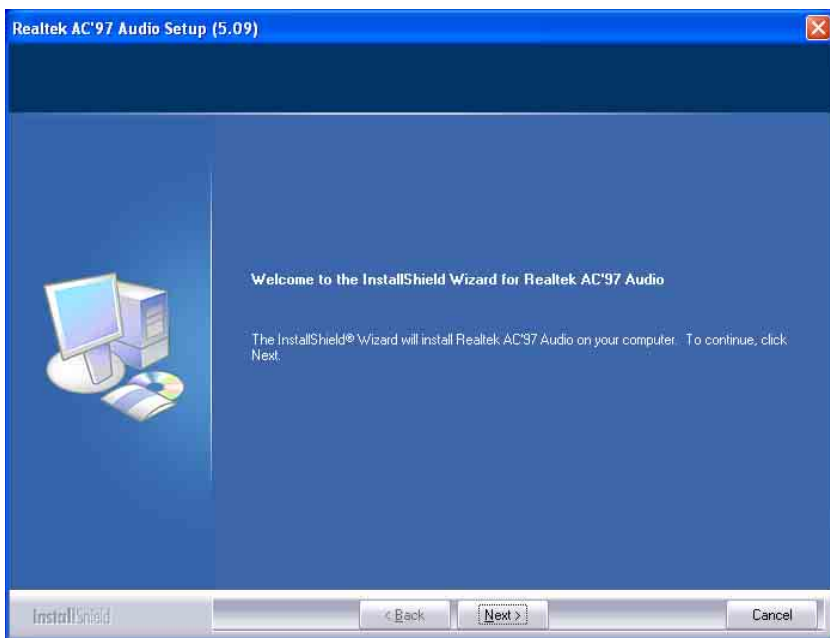 Realtek AC'97 Audio Setup (5.09)
Welcome to the InstallShield Wizard for Realtek AC'97 Audio
The InstallShield® Wizard will install Realtek AC'97 Audio on your computer. To continue, click
Next.
InstallShield
< Back
Next >
Cancel